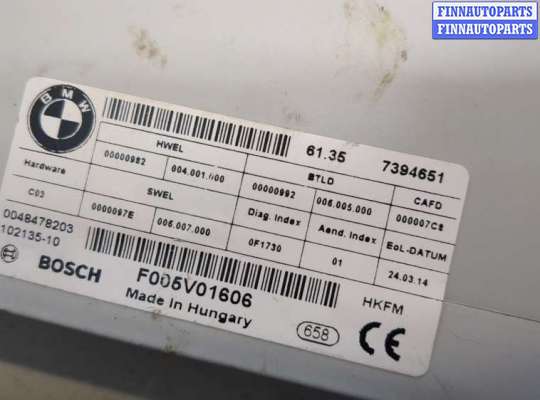 FINNAUTOPARTS
FINNAUTOPARTS
BMW
61.35 7394651
HWEL BTLD CAFD
Hardware 00000982 004.001.000 00000992 006.005.000 000007C8
C03 SWEL Diag. Index Aend. Index EoL-DATUM
0000097E 005.007.000 0F1730 01 24.03.14
0048478203
102135-10
BOSCH F005V01606 HKFM
Made in Hungary 658 CE